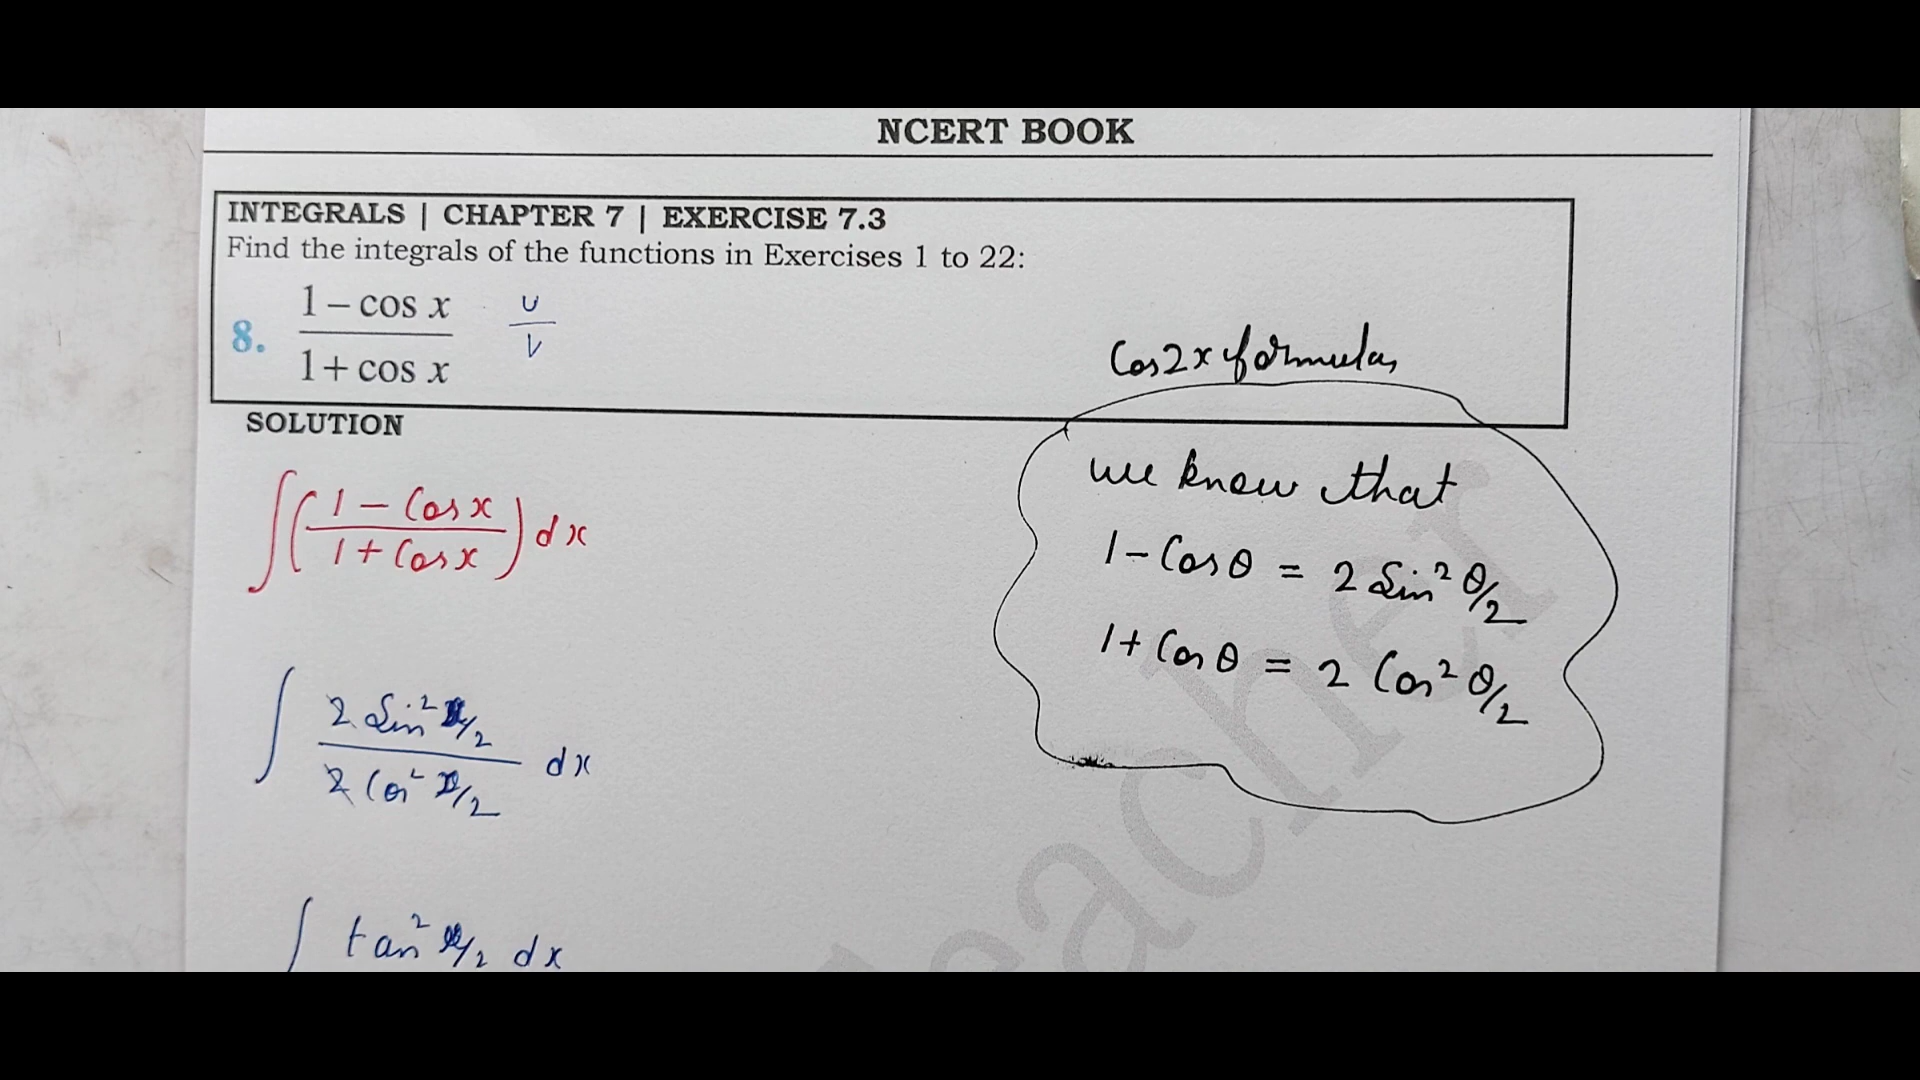 NCERT BOOK
INTEGRALS | CHAPTER 7 | EXERCISE 7.3
Find the integrals of the functions in Exercises 1 to 22:
8. (1 – cos x)/(1 + cos x) U/V
Cos2x formulas
SOLUTION
we know that
∫((1 – Cos x)/(1 + Cos x)) dx
1 – Cos θ = 2 Sin² θ/2
1 + Cos θ = 2 Cos² θ/2
∫ (2 Sin² x/2)/(2 Cos² x/2) dx
∫ tan² x/2 dx
eacher